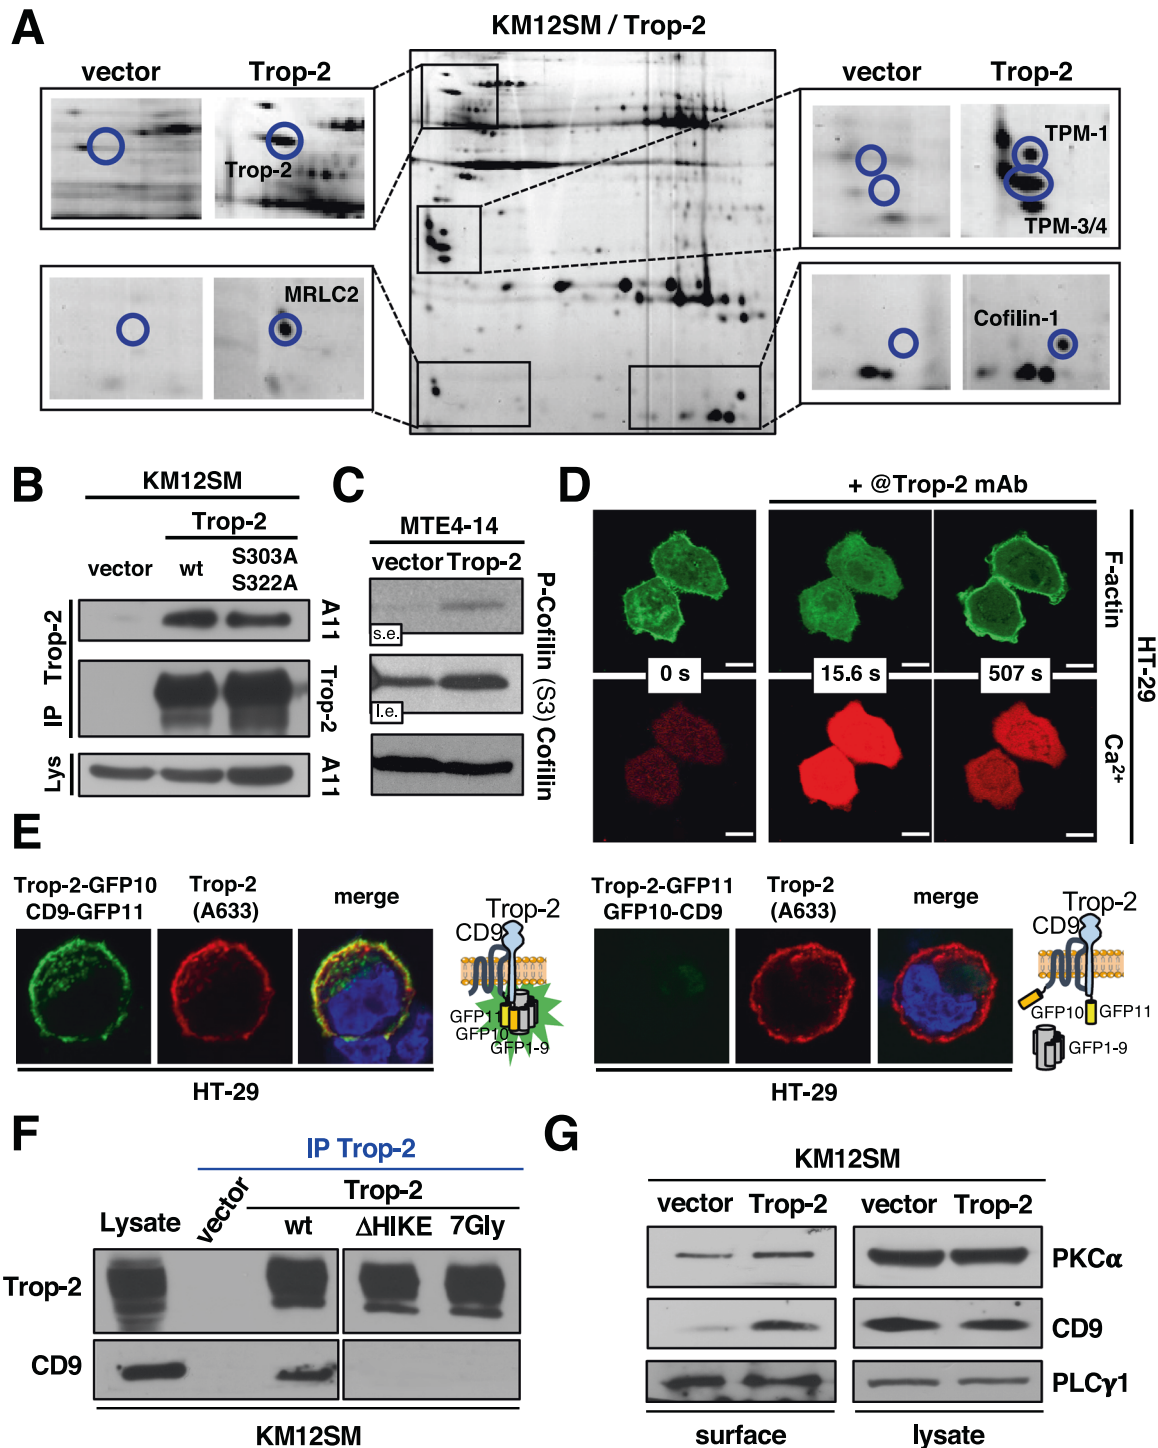 A
KM12SM / Trop-2
vector
Trop-2
Trop-2
MRLC2
vector
Trop-2
TPM-1
TPM-3/4
Cofilin-1
B
KM12SM
Trop-2
vector
wt
S303A
S322A
IP Trop-2
A11
Trop-2
Lys
A11
C
MTE4-14
vector Trop-2
s.e.
l.e.
P-Cofilin (S3)
Cofilin
D
+ @Trop-2 mAb
F-actin
0 s
15.6 s
507 s
Ca2+
HT-29
E
Trop-2-GFP10
CD9-GFP11
Trop-2
(A633)
merge
Trop-2
CD9
GFP11
GFP10
GFP1-9
HT-29
Trop-2-GFP11
GFP10-CD9
Trop-2
(A633)
merge
Trop-2
CD9
GFP10
GFP11
GFP1-9
HT-29
F
IP Trop-2
Trop-2
Lysate
vector
wt
ΔHIKE
7Gly
Trop-2
CD9
KM12SM
G
KM12SM
vector Trop-2
vector Trop-2
PKCα
CD9
PLCγ1
surface
lysate